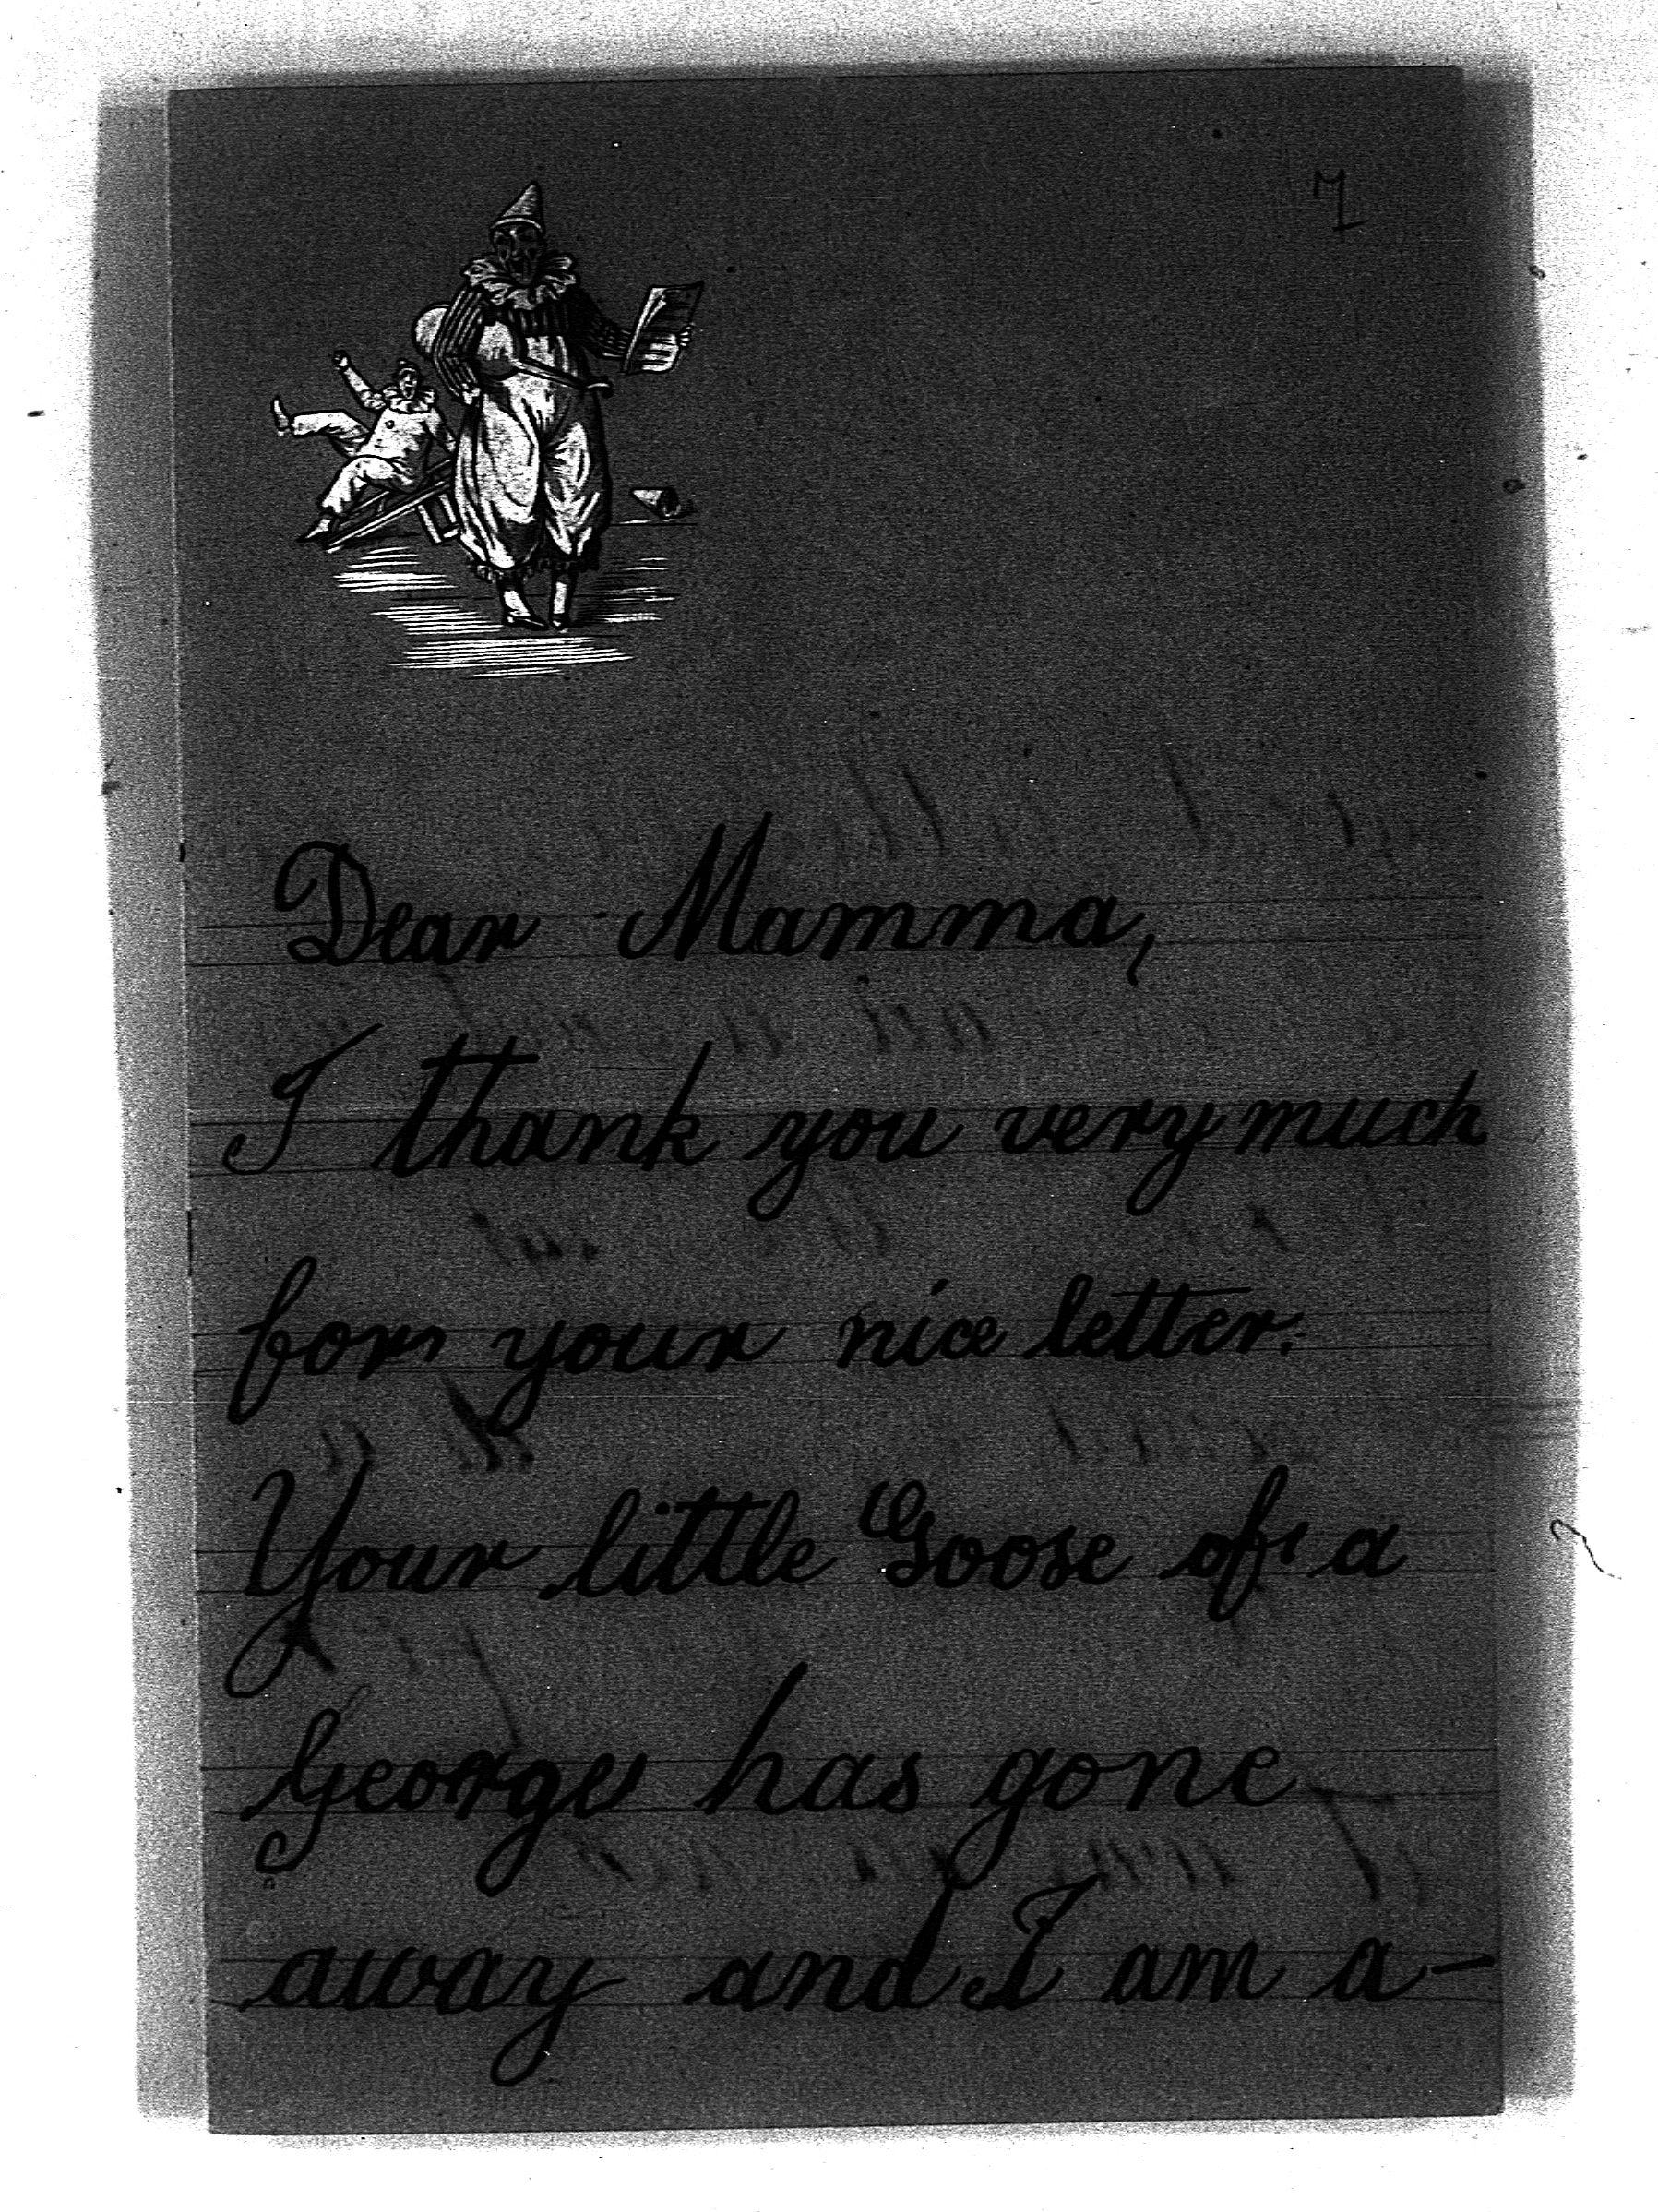 Dear Mamma,
I thank you very much
for your nice letter.
Your little Goose of a
George has gone
away and I am a-